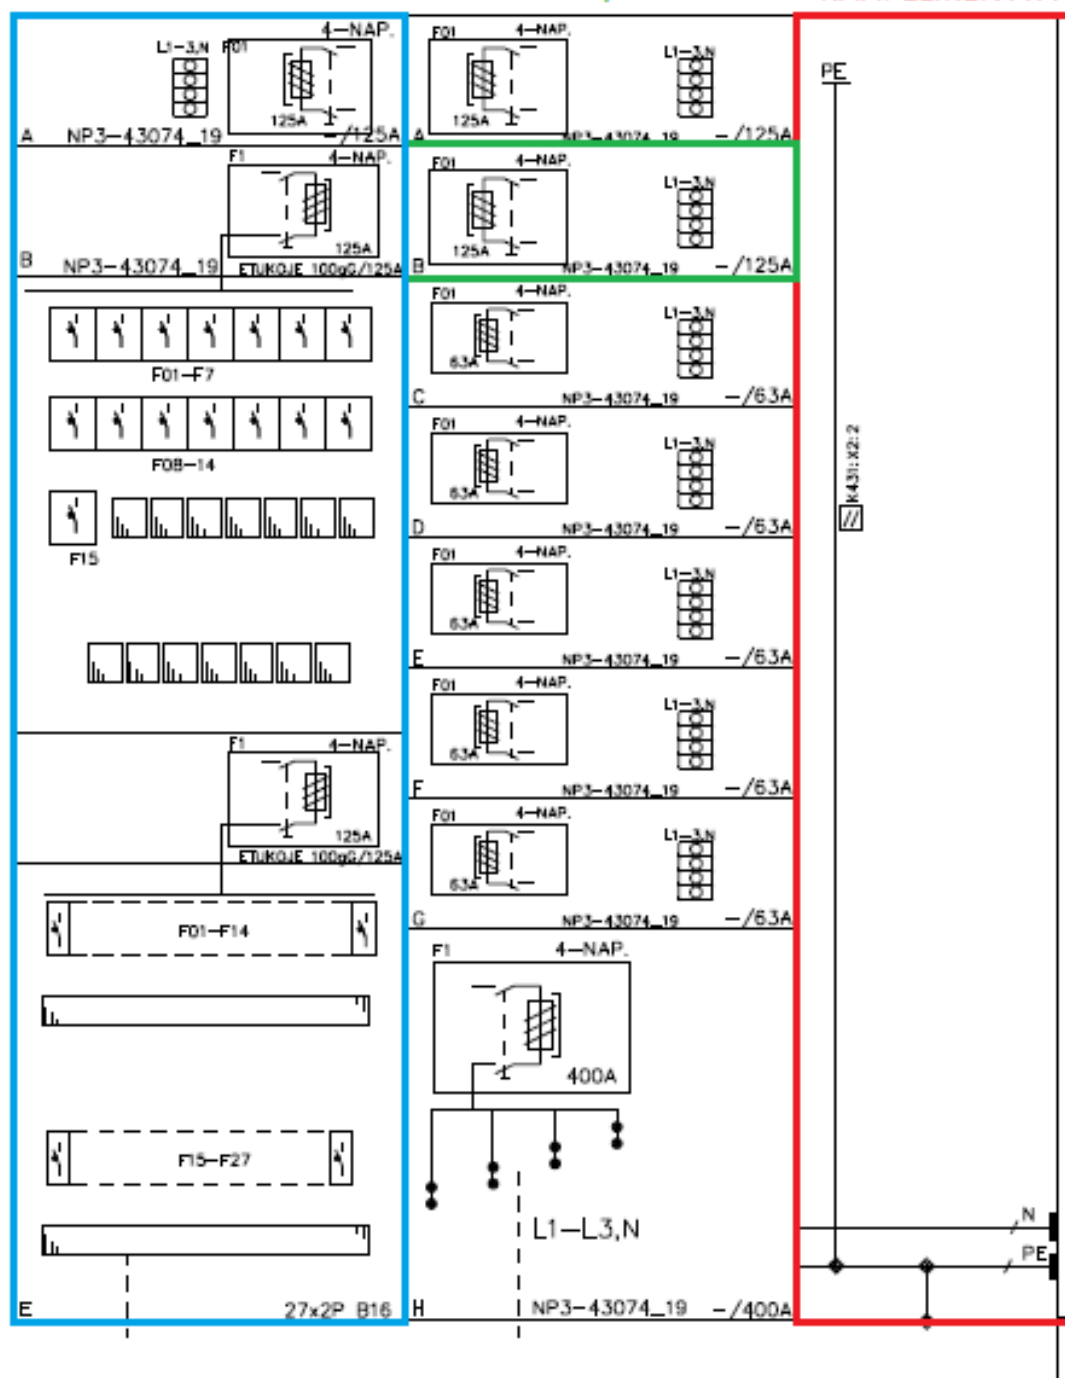 4-NAP.
L1-3,N F01
125A
A NP3-43074_19 -/125A
F1 4-NAP.
125A
B NP3-43074_19 ETUKOJE 100gG/125A
F01-F7
F08-14
F15
F1 4-NAP.
125A
ETUKOJE 100gG/125A
F01-F14
F15-F27
E 27x2P B16
F01 4-NAP.
L1-3,N
125A
A NP3-43074_19 -/125A
F01 4-NAP.
L1-3,N
125A
B NP3-43074_19 -/125A
F01 4-NAP.
L1-3,N
63A
C NP3-43074_19 -/63A
F01 4-NAP.
L1-3,N
63A
D NP3-43074_19 -/63A
F01 4-NAP.
L1-3,N
63A
E NP3-43074_19 -/63A
F01 4-NAP.
L1-3,N
63A
F NP3-43074_19 -/63A
F01 4-NAP.
L1-3,N
63A
G NP3-43074_19 -/63A
F1 4-NAP.
400A
L1-L3,N
H NP3-43074_19 -/400A
PE
K431:X2:2
N
PE